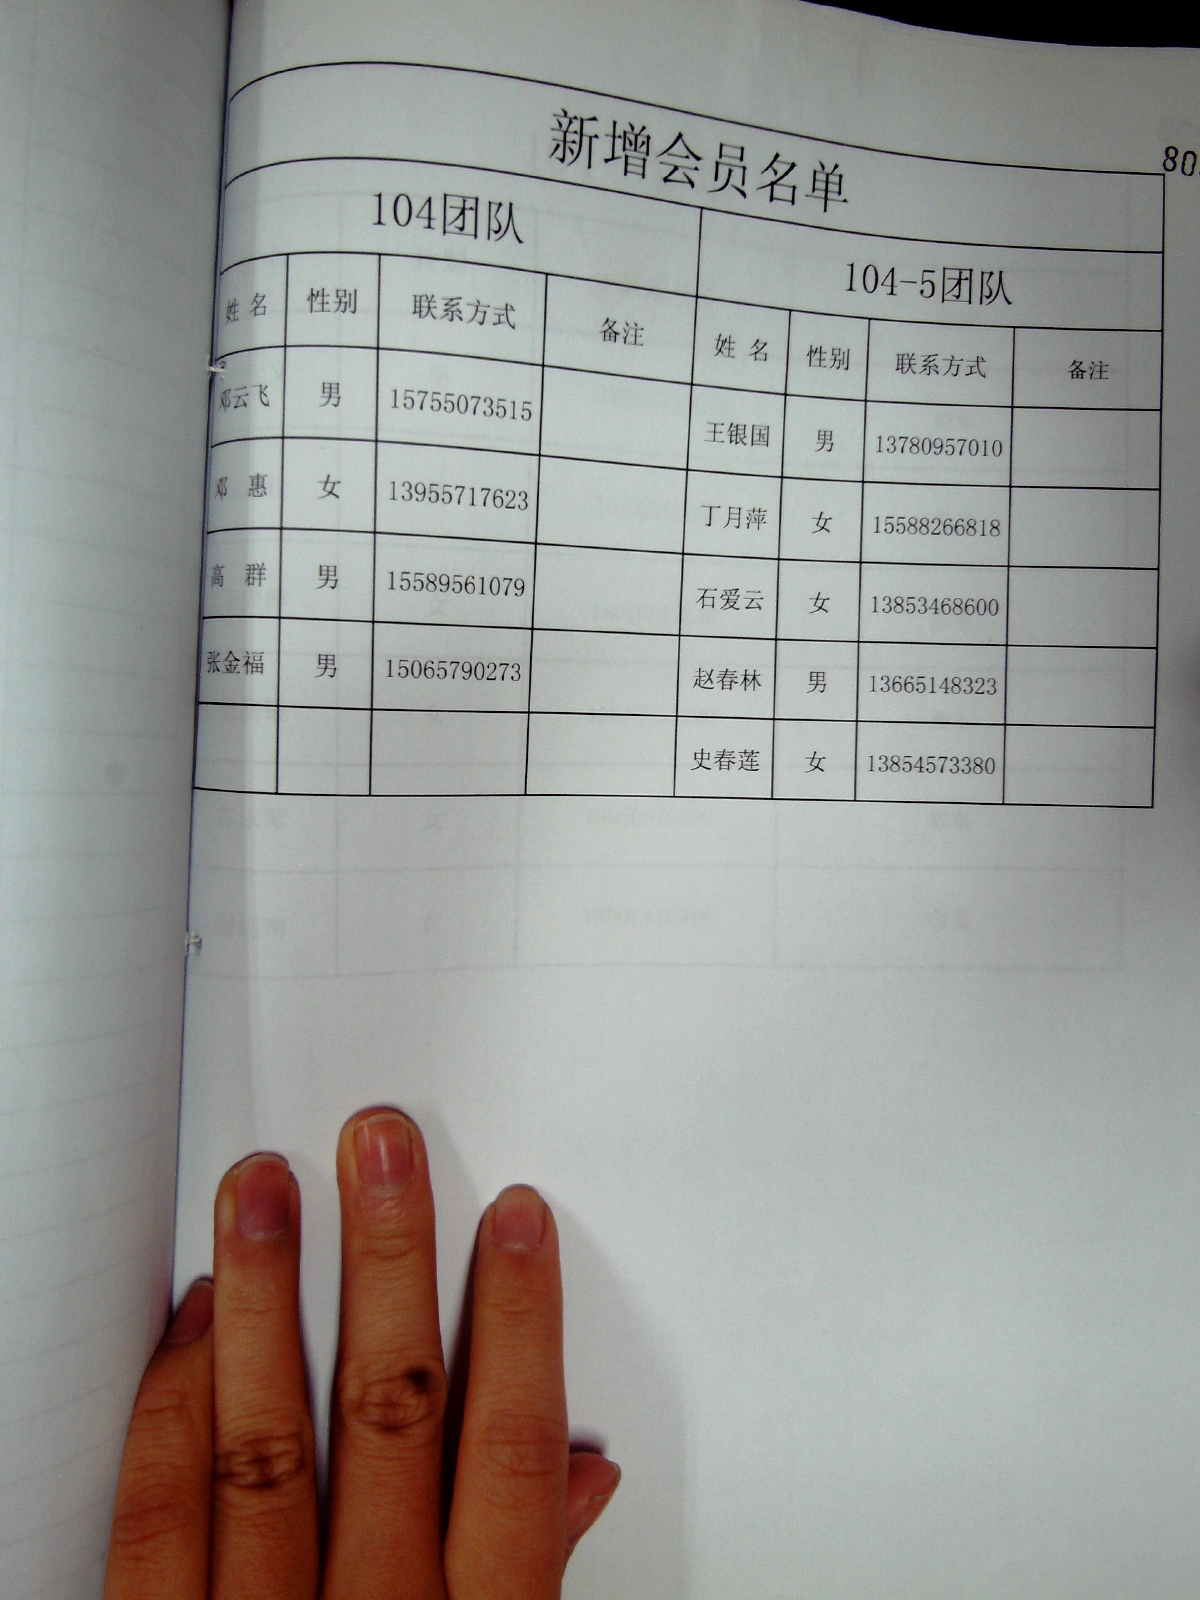 新增会员名单
104团队 104-5团队
姓名 性别 联系方式 备注 姓名 性别 联系方式 备注
邓云飞 男 15755073515 王银国 男 13780957010
邓惠 女 13955717623 丁月萍 女 15588266818
高群 男 15589561079 石爱云 女 13853468600
张金福 男 15065790273 赵春林 男 13665148323
史春莲 女 13854573380